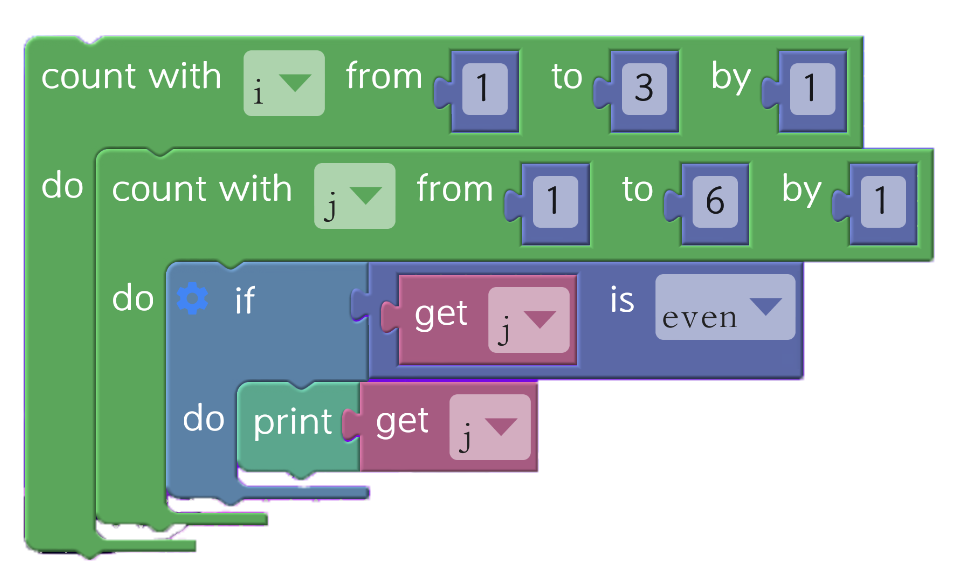 count with i from 1 to 3 by 1
do count with j from 1 to 6 by 1
do if get j is even
do print get j